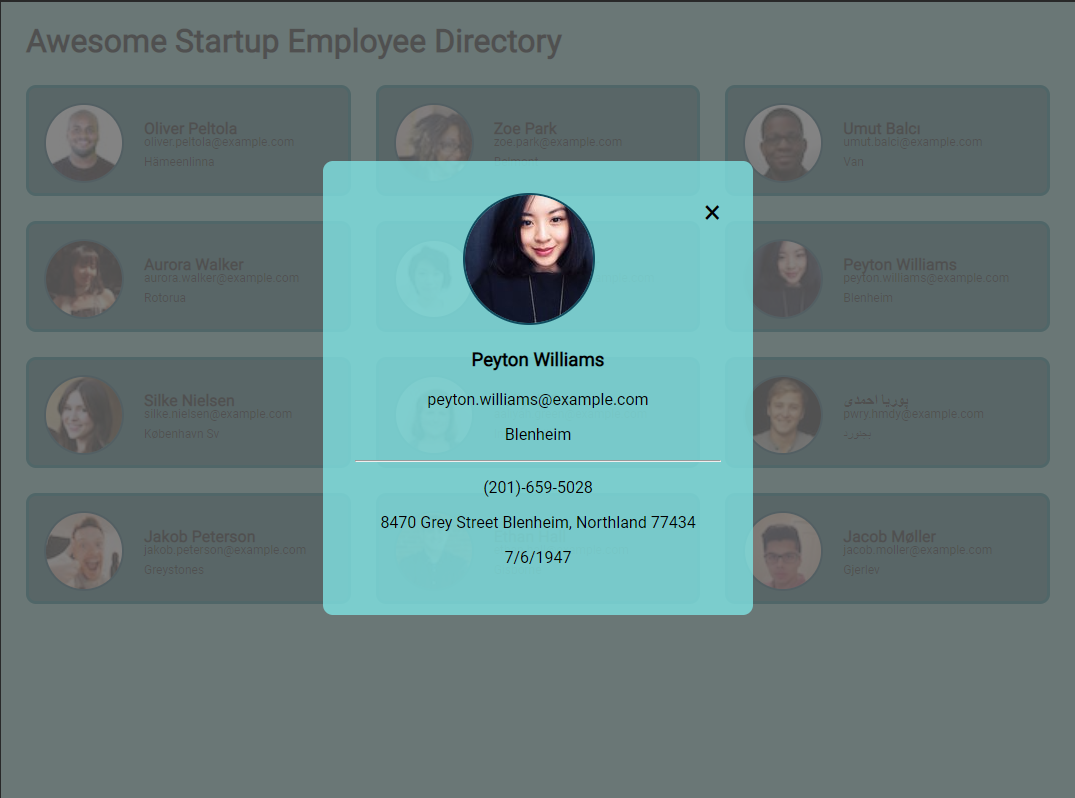 Awesome Startup Employee Directory
Oliver Peltola
oliver.peltola@example.com
Hämeenlinna
Zoe Park
zoe.park@example.com
Belmont
Umut Balcı
umut.balci@example.com
Van
Aurora Walker
aurora.walker@example.com
Rotorua
Peyton Williams
peyton.williams@example.com
Blenheim
Silke Nielsen
silke.nielsen@example.com
København Sv
پوریا احمدي
pwry.hmdy@example.com
Jakob Peterson
jakob.peterson@example.com
Greystones
Jacob Møller
jacob.moller@example.com
Gjerlev
×
Peyton Williams
peyton.williams@example.com
Blenheim
(201)-659-5028
8470 Grey Street Blenheim, Northland 77434
7/6/1947